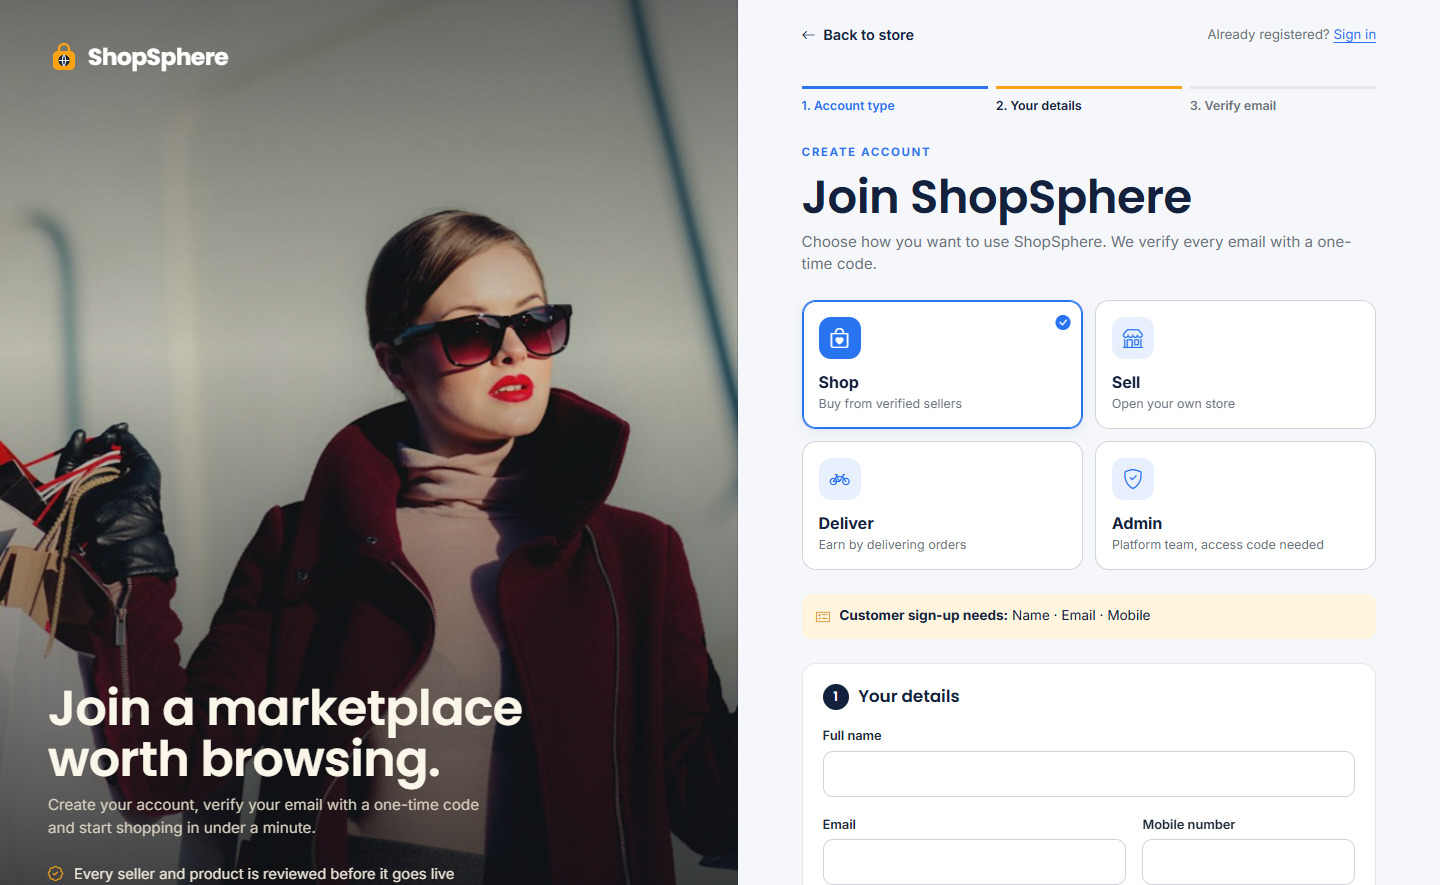 ShopSphere
Join a marketplace
worth browsing.
Create your account, verify your email with a one-time code
and start shopping in under a minute.
Every seller and product is reviewed before it goes live
← Back to store
Already registered? Sign in
1. Account type
2. Your details
3. Verify email
CREATE ACCOUNT
Join ShopSphere
Choose how you want to use ShopSphere. We verify every email with a one-
time code.
Shop
Buy from verified sellers
Sell
Open your own store
Deliver
Earn by delivering orders
Admin
Platform team, access code needed
Customer sign-up needs: Name · Email · Mobile
1 Your details
Full name
Email
Mobile number